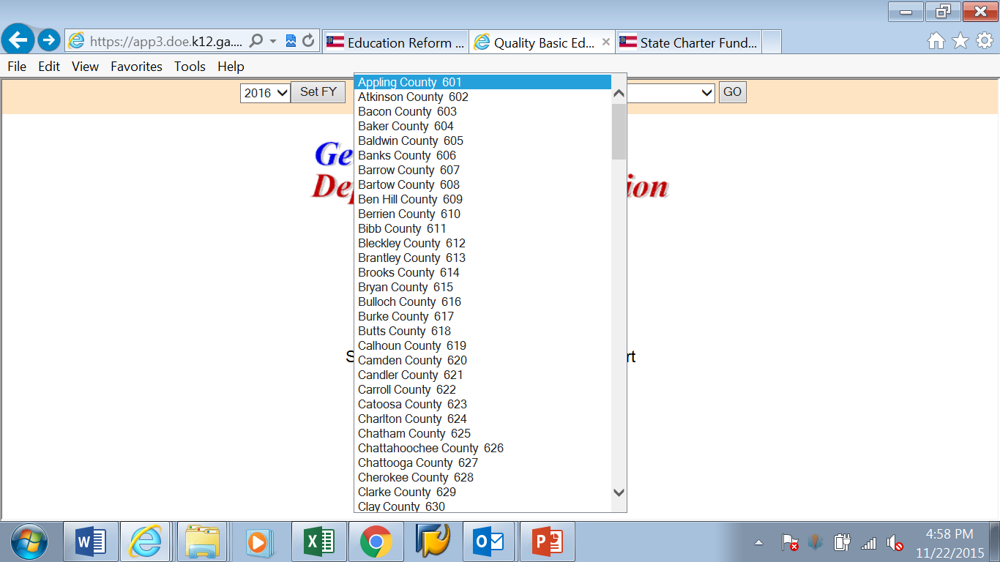 https://app3.doe.k12.ga....
Education Reform ...
Quality Basic Ed...
State Charter Fund...
File Edit View Favorites Tools Help
2016 Set FY GO
Appling County 601
Atkinson County 602
Bacon County 603
Baker County 604
Baldwin County 605
Banks County 606
Barrow County 607
Bartow County 608
Ben Hill County 609
Berrien County 610
Bibb County 611
Bleckley County 612
Brantley County 613
Brooks County 614
Bryan County 615
Bulloch County 616
Burke County 617
Butts County 618
Calhoun County 619
Camden County 620
Candler County 621
Carroll County 622
Catoosa County 623
Charlton County 624
Chatham County 625
Chattahoochee County 626
Chattooga County 627
Cherokee County 628
Clarke County 629
Clay County 630
4:58 PM
11/22/2015